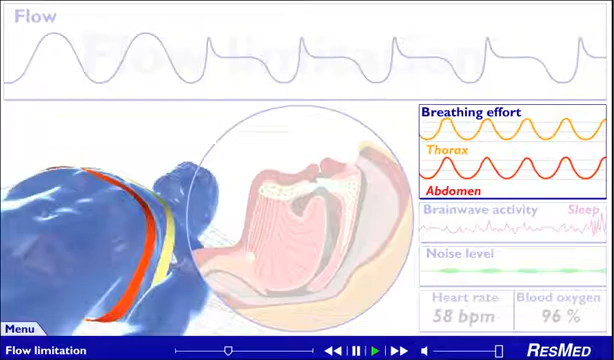 Flow
Flow limitation
Breathing effort
Thorax
Abdomen
Brainwave activity Sleep
Noise level
Heart rate Blood oxygen
58 bpm 96 %
Menu
Flow limitation
RESMED